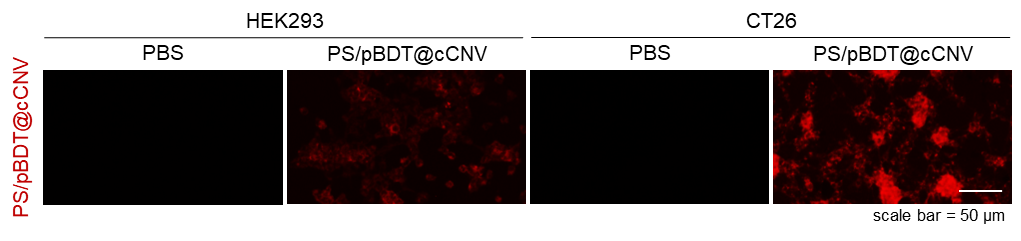 HEK293
CT26
PBS
PS/pBDT@cCNV
PBS
PS/pBDT@cCNV
PS/pBDT@cCNV
scale bar = 50 μm